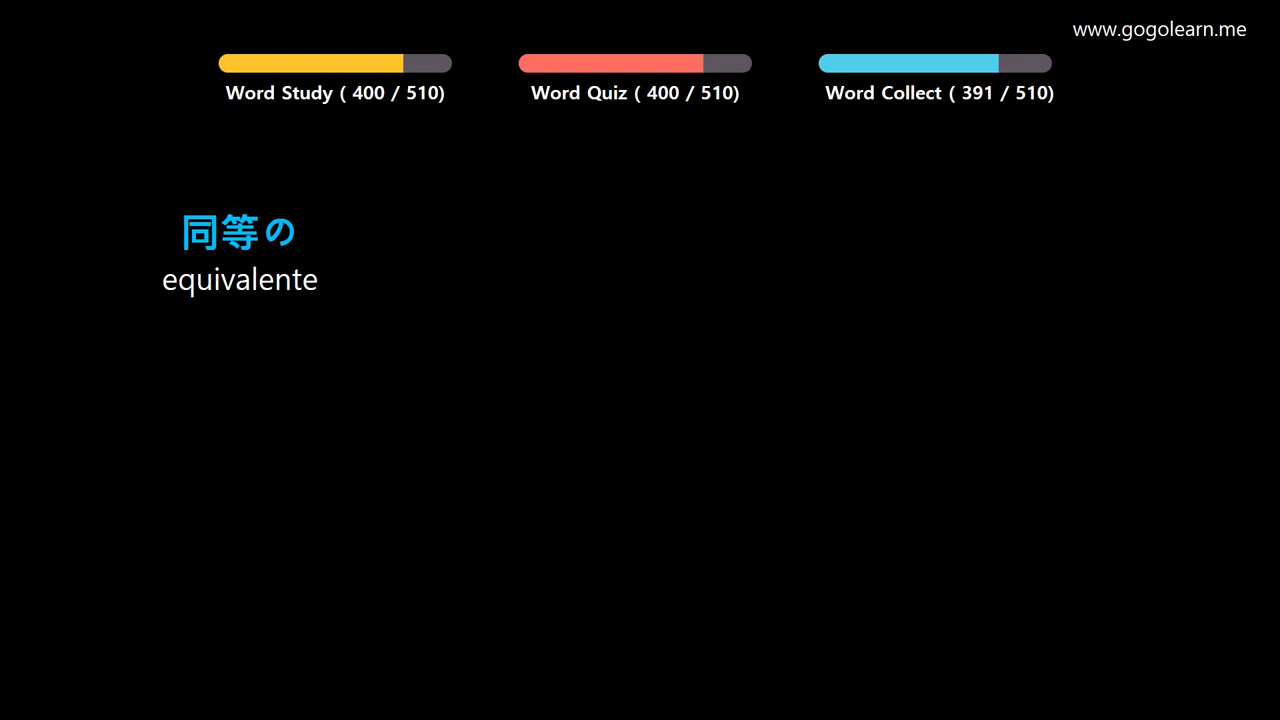 www.gogolearn.me
Word Study ( 400 / 510)
Word Quiz ( 400 / 510)
Word Collect ( 391 / 510)
同等の
equivalente